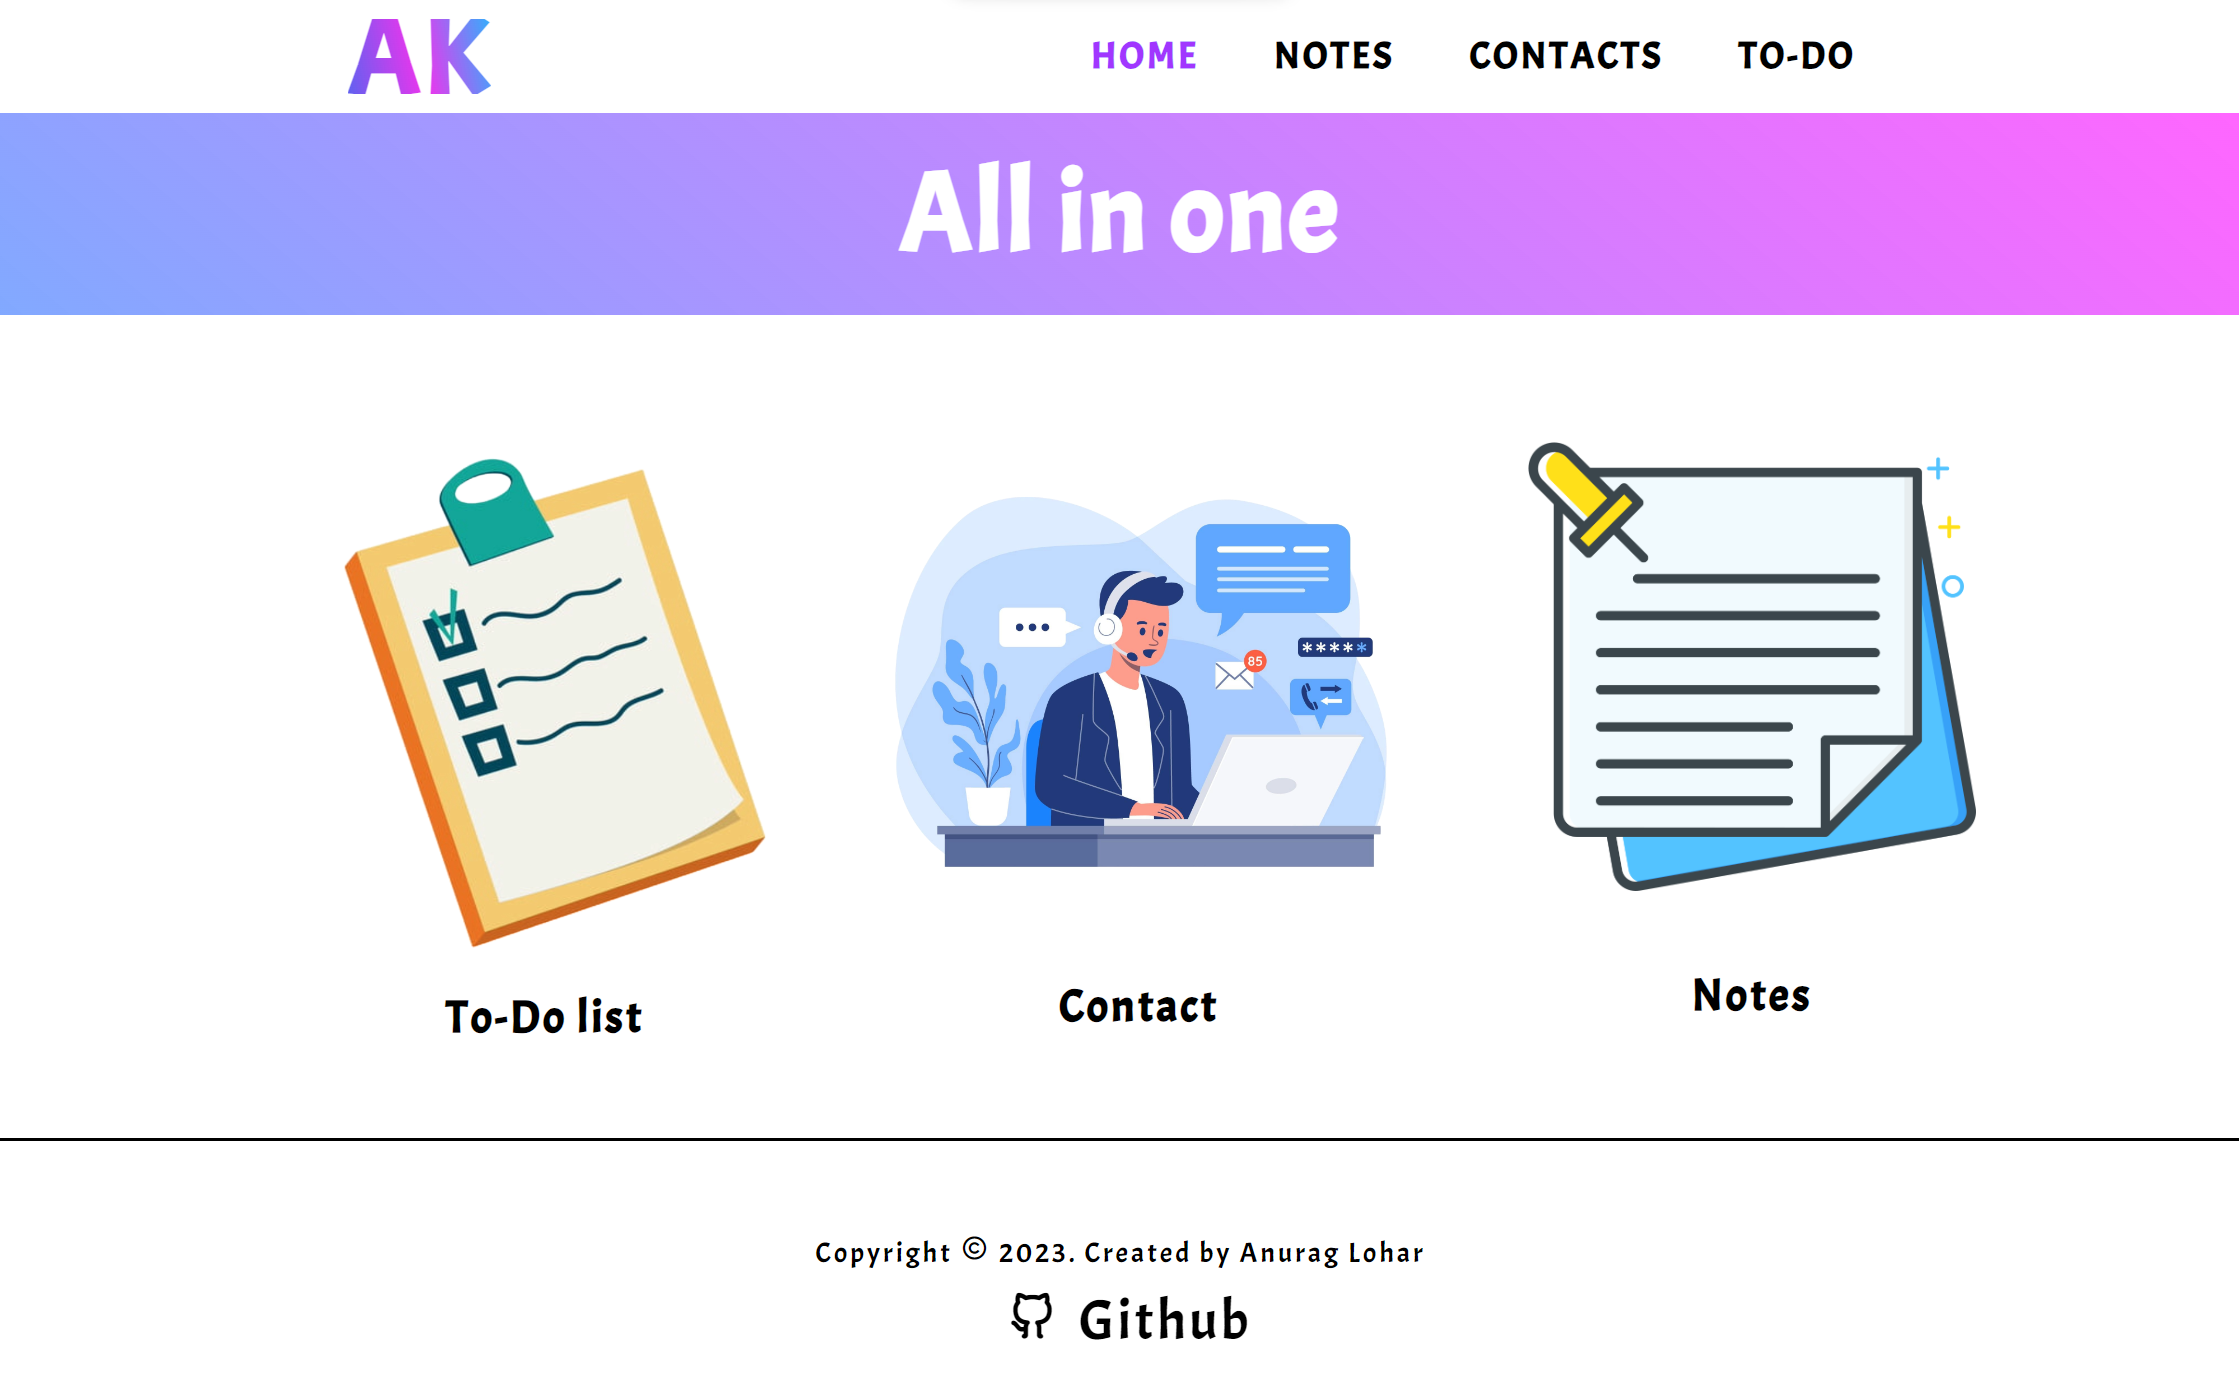 AK
HOME NOTES CONTACTS TO-DO
All in one
85
*****
To-Do list
Contact
Notes
Copyright © 2023. Created by Anurag Lohar
Github